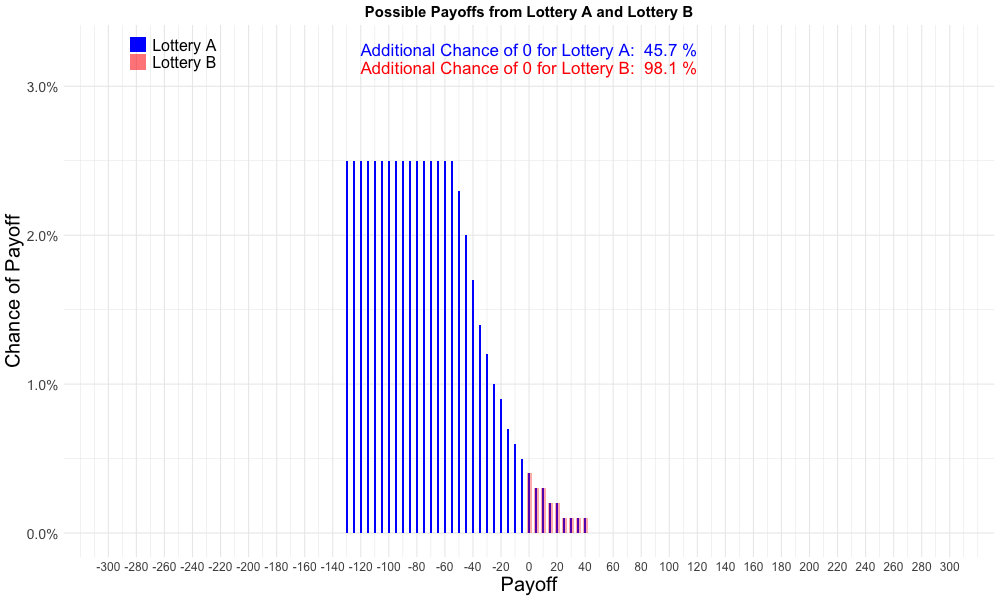 Possible Payoffs from Lottery A and Lottery B
Lottery A
Lottery B
Additional Chance of 0 for Lottery A: 45.7 %
Additional Chance of 0 for Lottery B: 98.1 %
3.0%
2.0%
1.0%
0.0%
Chance of Payoff
-300 -280 -260 -240 -220 -200 -180 -160 -140 -120 -100 -80 -60 -40 -20 0 20 40 60 80 100 120 140 160 180 200 220 240 260 280 300
Payoff